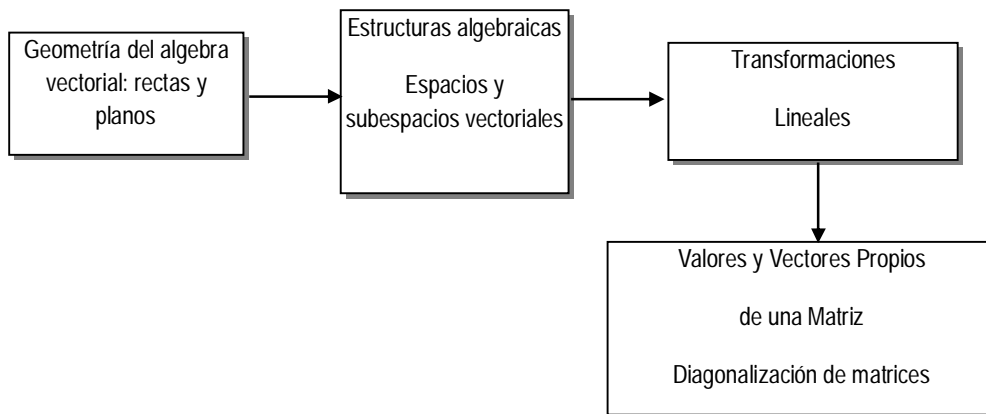 Geometría del algebra
vectorial: rectas y
planos
Estructuras algebraicas
Espacios y
subespacios vectoriales
Transformaciones
Lineales
Valores y Vectores Propios
de una Matriz
Diagonalización de matrices